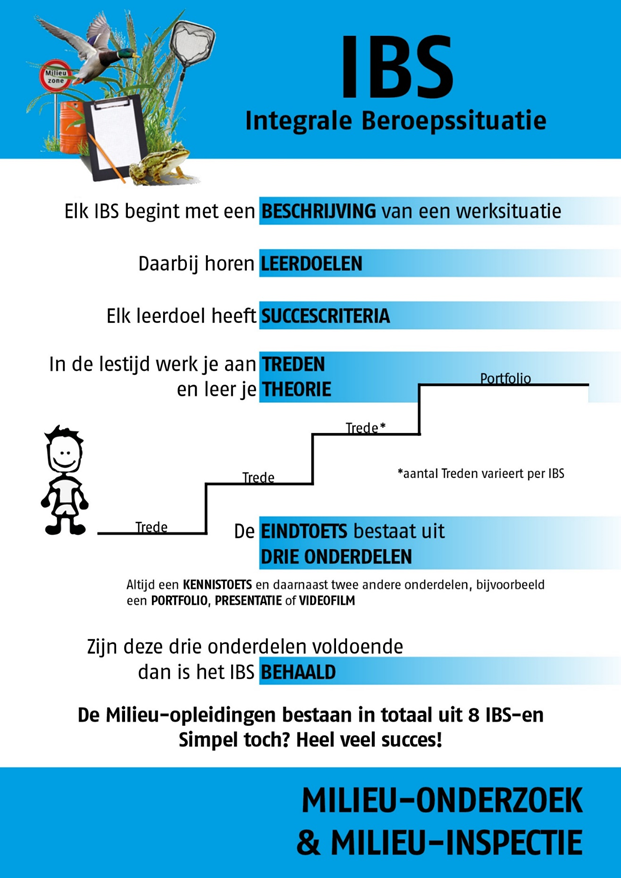 Milieu
zone
IBS
Integrale Beroepssituatie
Elk IBS begint met een BESCHRIJVING van een werksituatie
Daarbij horen LEERDOELEN
Elk leerdoel heeft SUCCESCRITERIA
In de lestijd werk je aan TREDEN
en leer je THEORIE
Portfolio
Trede*
*aantal Treden varieert per IBS
Trede
Trede
De EINDTOETS bestaat uit
DRIE ONDERDELEN
Altijd een KENNISTOETS en daarnaast twee andere onderdelen, bijvoorbeeld
een PORTFOLIO, PRESENTATIE of VIDEOFILM
Zijn deze drie onderdelen voldoende
dan is het IBS BEHAALD
De Milieu-opleidingen bestaan in totaal uit 8 IBS-en
Simpel toch? Heel veel succes!
MILIEU-ONDERZOEK
& MILIEU-INSPECTIE